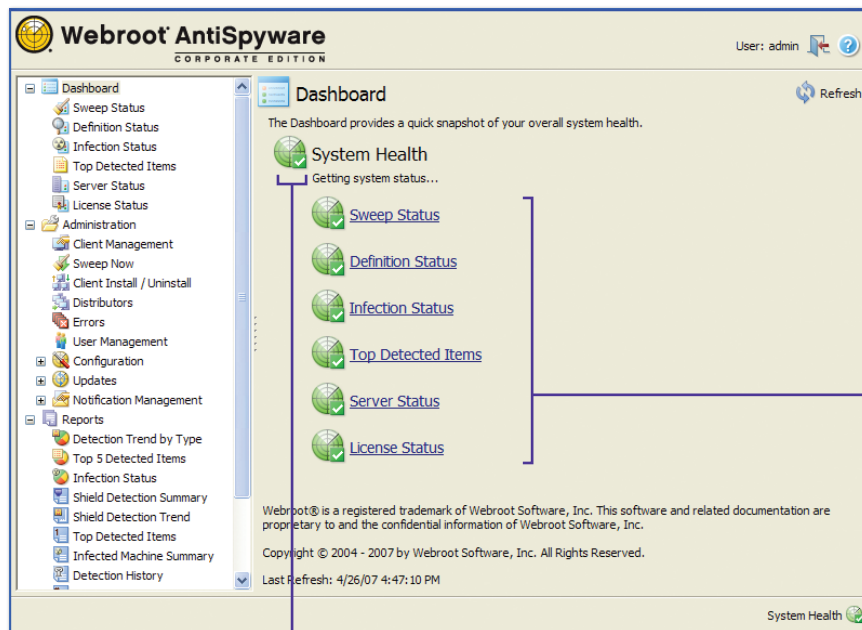 Webroot® AntiSpyware
CORPORATE EDITION
User: admin
Dashboard
Sweep Status
Definition Status
Infection Status
Top Detected Items
Server Status
License Status
Administration
Client Management
Sweep Now
Client Install / Uninstall
Distributors
Errors
User Management
Configuration
Updates
Notification Management
Reports
Detection Trend by Type
Top 5 Detected Items
Infection Status
Shield Detection Summary
Shield Detection Trend
Top Detected Items
Infected Machine Summary
Detection History
Dashboard
Refresh
The Dashboard provides a quick snapshot of your overall system health.
System Health
Getting system status...
Sweep Status
Definition Status
Infection Status
Top Detected Items
Server Status
License Status
Webroot® is a registered trademark of Webroot Software, Inc. This software and related documentation are
proprietary to and the confidential information of Webroot Software, Inc.
Copyright © 2004 - 2007 by Webroot Software, Inc. All Rights Reserved.
Last Refresh: 4/26/07 4:47:10 PM
System Health